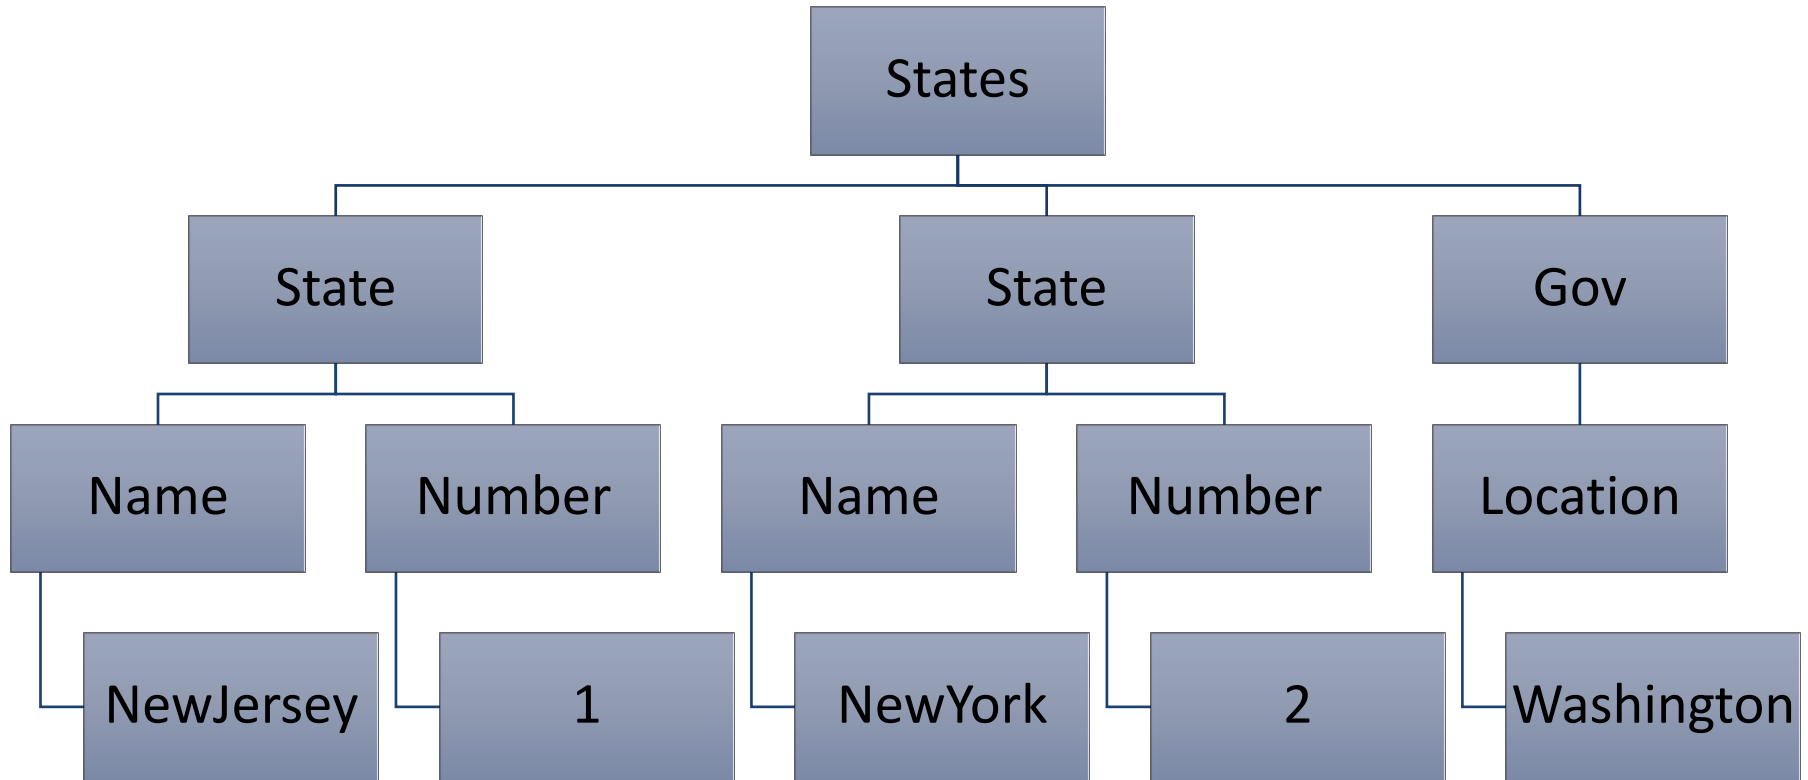 States
State
State
Gov
Name
Number
Name
Number
Location
NewJersey
1
NewYork
2
Washington